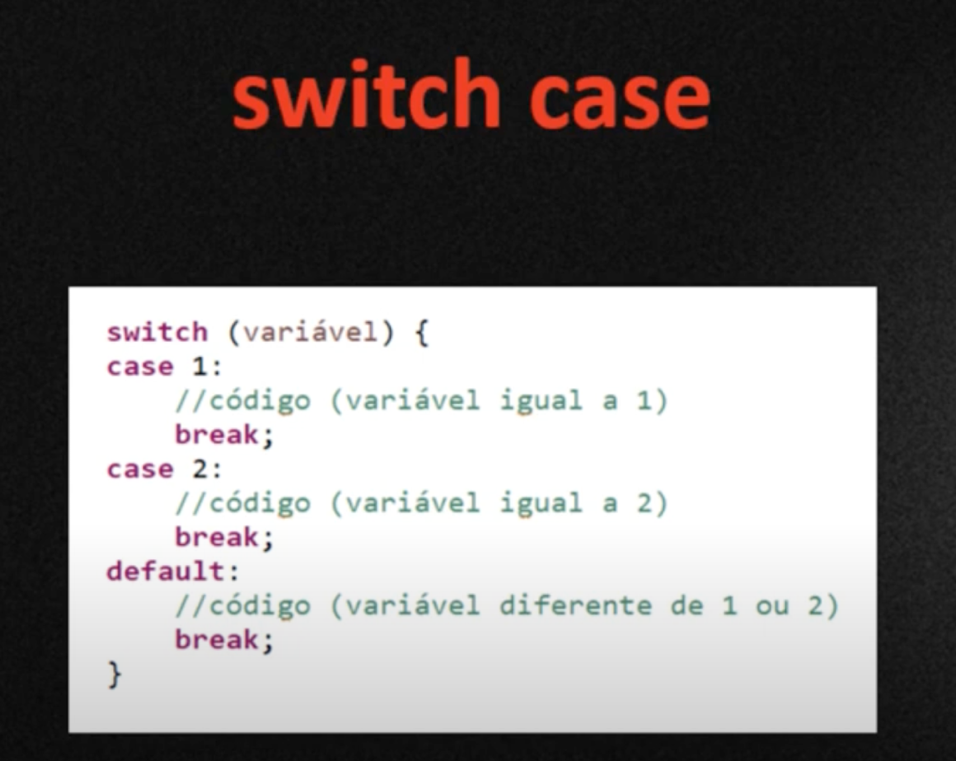 switch case
switch (variável) {
case 1:
//código (variável igual a 1)
break;
case 2:
//código (variável igual a 2)
break;
default:
//código (variável diferente de 1 ou 2)
break;
}